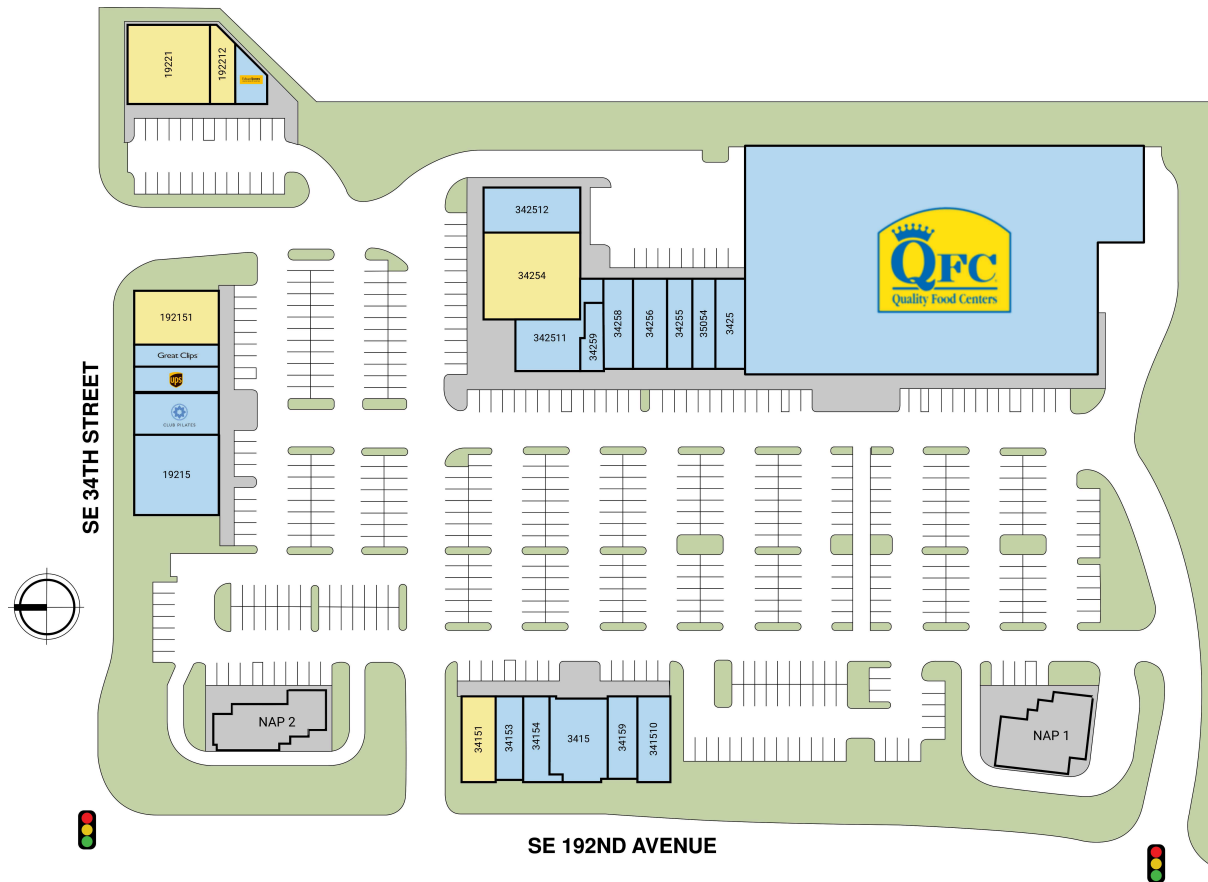 19221
192212
342512
34254
342511
34259
34258
34256
34255
35054
3425
QFC
Quality Food Centers
192151
Great Clips
ups
CLUB PILATES
19215
SE 34TH STREET
NAP 2
34151
34153
34154
3415
34159
341510
NAP 1
SE 192ND AVENUE